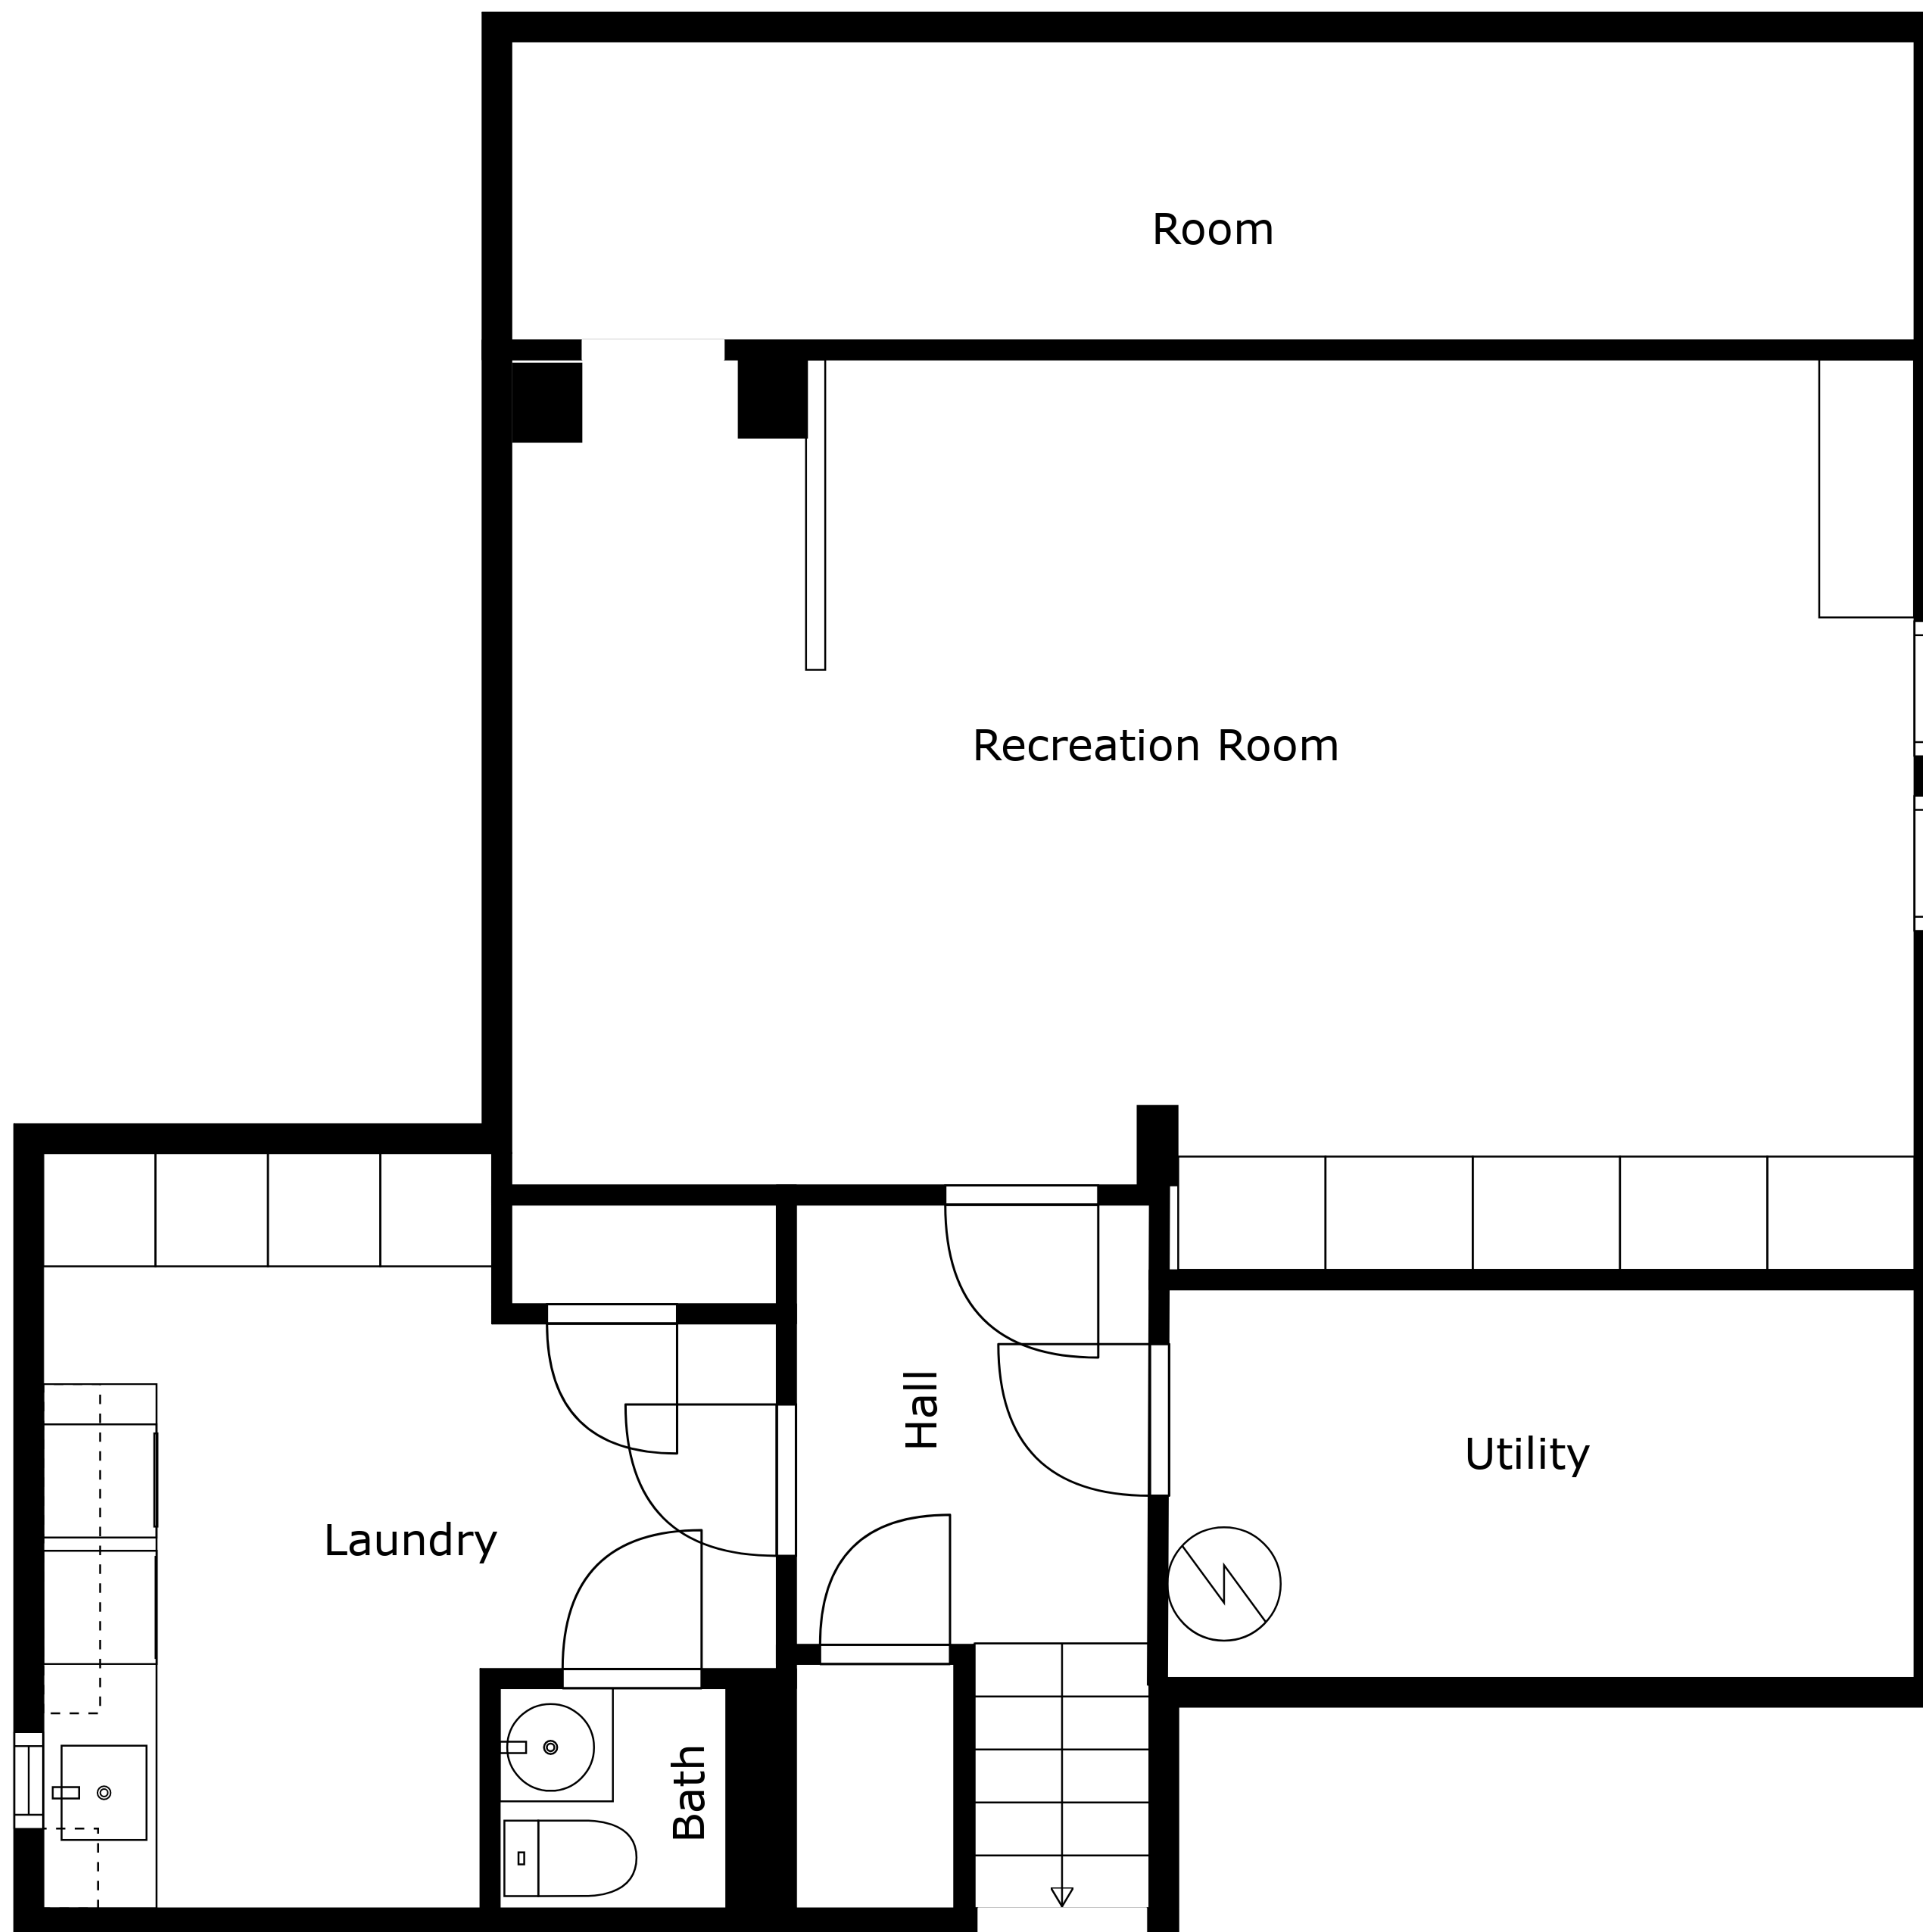 Room
Recreation Room
Hall
Utility
Laundry
Bath